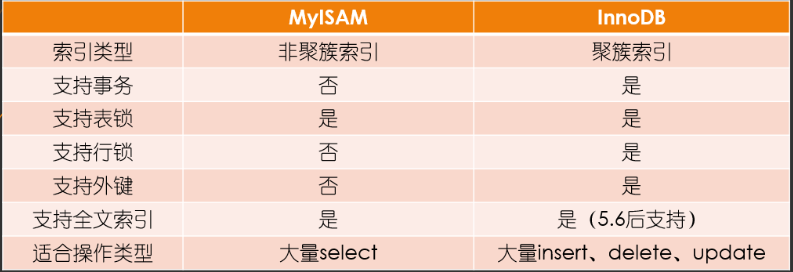 MyISAM InnoDB
索引类型 非聚簇索引 聚簇索引
支持事务 否 是
支持表锁 是 是
支持行锁 否 是
支持外键 否 是
支持全文索引 是 是（5.6后支持）
适合操作类型 大量select 大量insert、delete、update